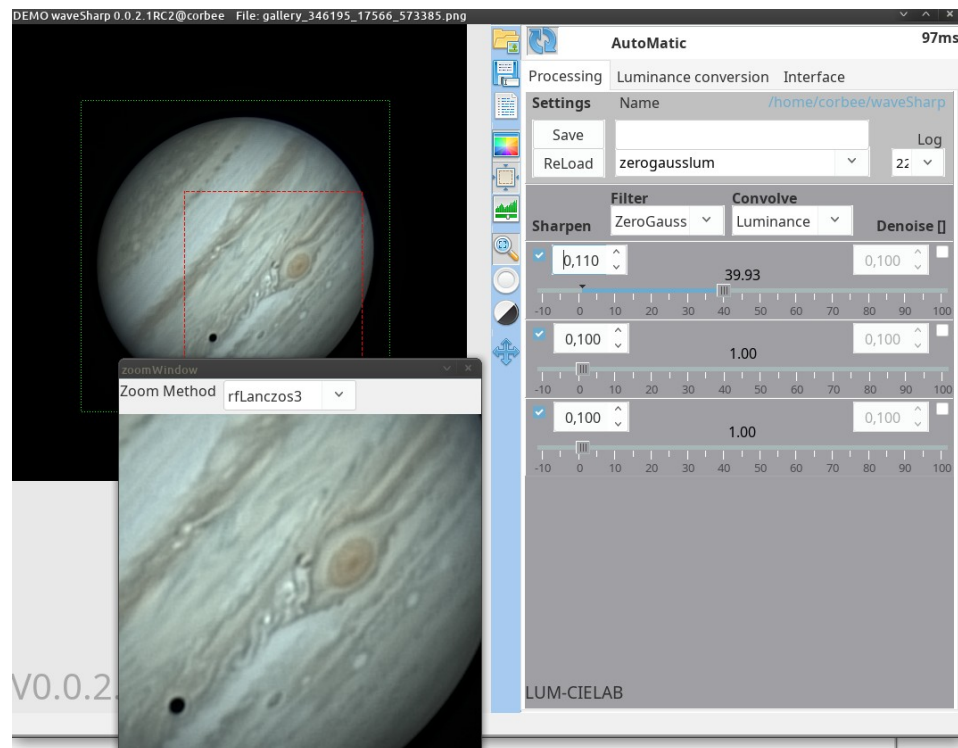 DEMO waveSharp 0.0.2.1RC2@corbee File: gallery_346195_17566_573385.png
AutoMatic 97ms
Processing Luminance conversion Interface
Settings Name /home/corbee/waveSharp
Save Log
ReLoad zerogausslum 22
Filter Convolve
Sharpen ZeroGauss Luminance Denoise []
0,110 39.93 0,100
-10 0 10 20 30 40 50 60 70 80 90 100
0,100 1.00 0,100
-10 0 10 20 30 40 50 60 70 80 90 100
0,100 1.00 0,100
-10 0 10 20 30 40 50 60 70 80 90 100
zoomWindow
Zoom Method rfLanczos3
V0.0.2.
LUM-CIELAB